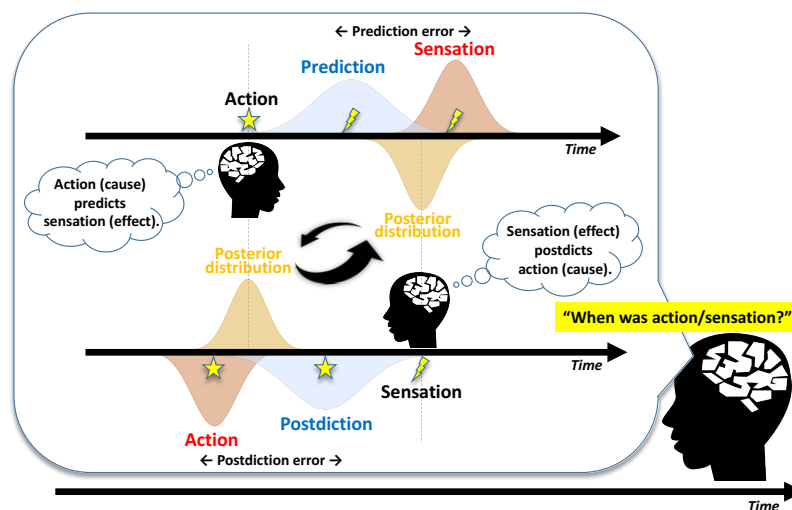 ← Prediction error →
Sensation
Prediction
Action
Time
Action (cause)
predicts
sensation (effect).
Posterior
distribution
Sensation (effect)
postdicts
action (cause).
Posterior
distribution
“When was action/sensation?”
Time
Sensation
Action
Postdiction
← Postdiction error →
Time